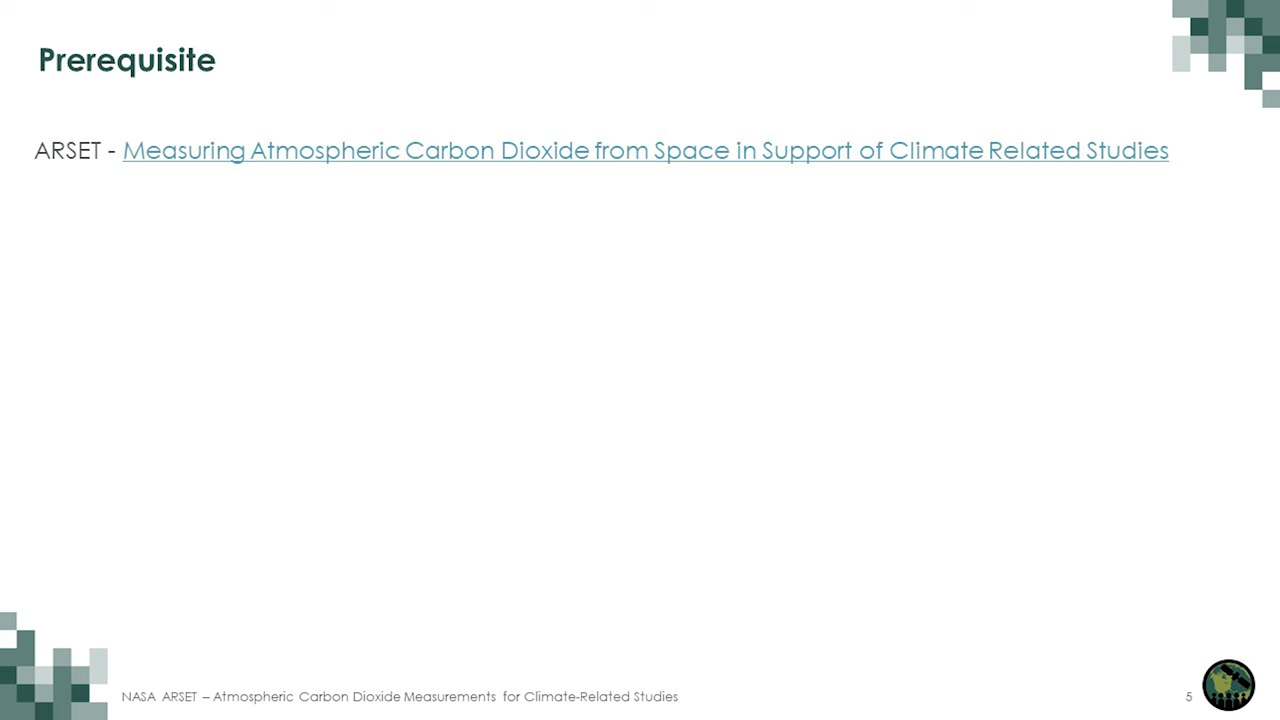 Prerequisite
ARSET - Measuring Atmospheric Carbon Dioxide from Space in Support of Climate Related Studies
NASA ARSET – Atmospheric Carbon Dioxide Measurements for Climate-Related Studies
5